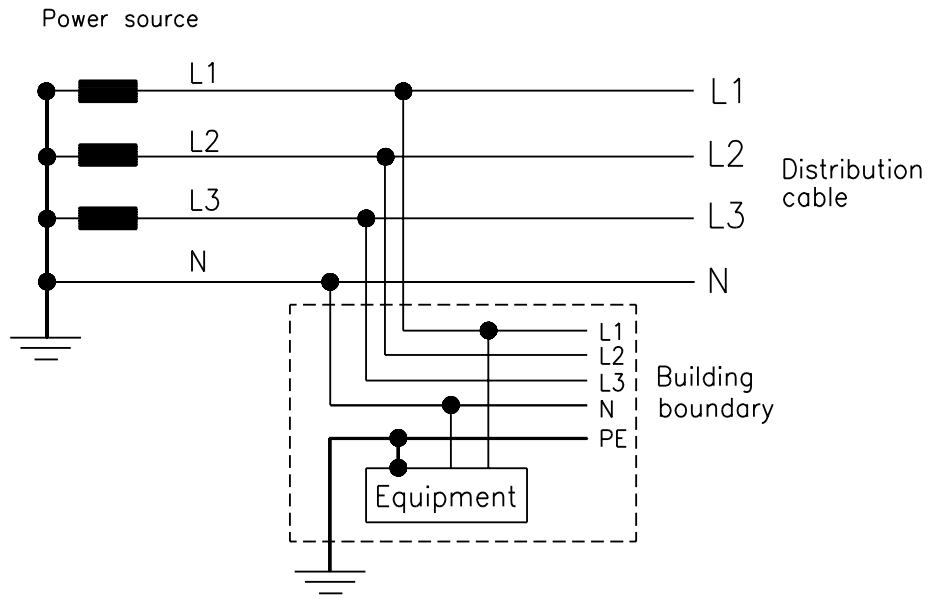 Power source
L1
L1
L2
L2
Distribution
cable
L3
L3
N
N
L1
L2
L3
N
PE
Building
boundary
Equipment